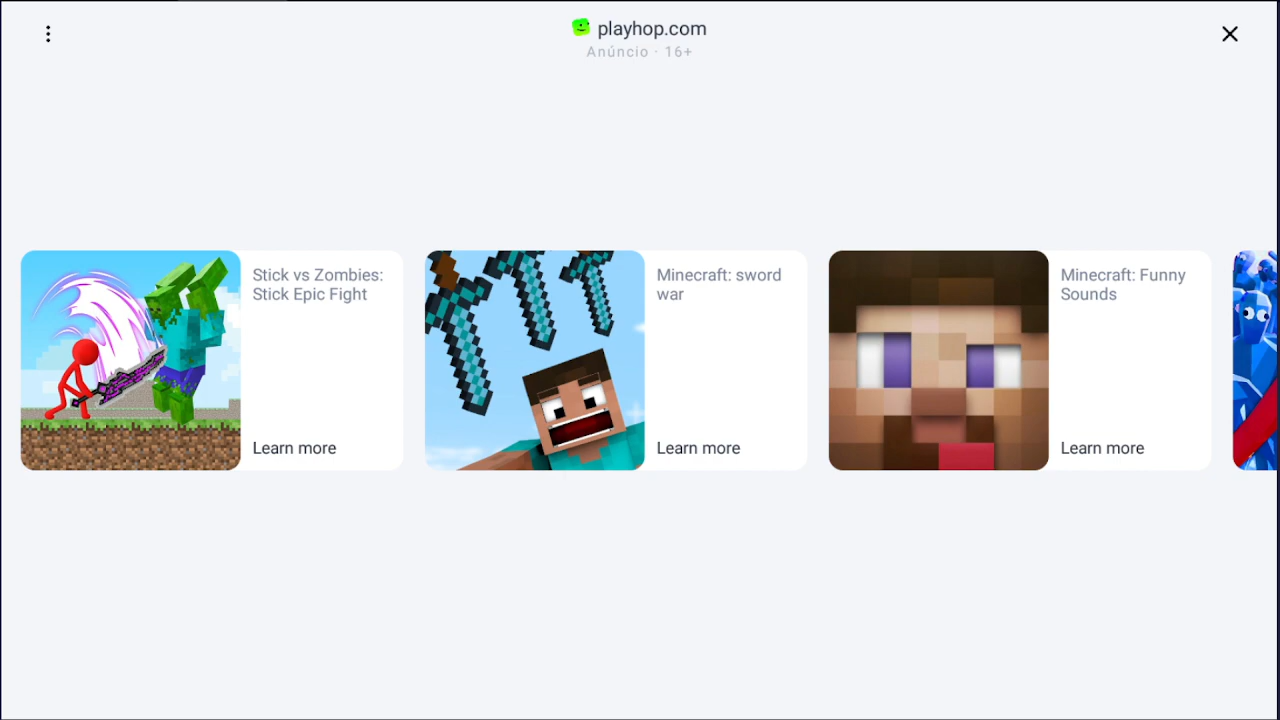 playhop.com
Anúncio · 16+
Stick vs Zombies:
Stick Epic Fight
Learn more
Minecraft: sword
war
Learn more
Minecraft: Funny
Sounds
Learn more